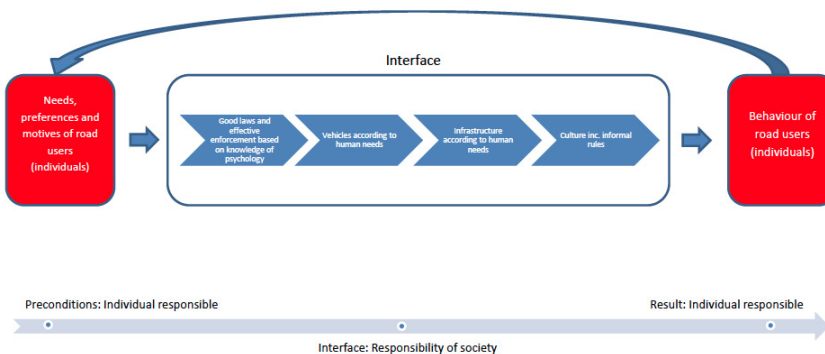 Interface
Needs,
preferences and
motives of road
users
(individuals)
Good laws and
effective
enforcement based
on knowledge of
psychology
Vehicles according to
human needs
Infrastructure
according to human
needs
Culture inc. informal
rules
Behaviour of
road users
(individuals)
Preconditions: Individual responsible
Result: Individual responsible
Interface: Responsibility of society